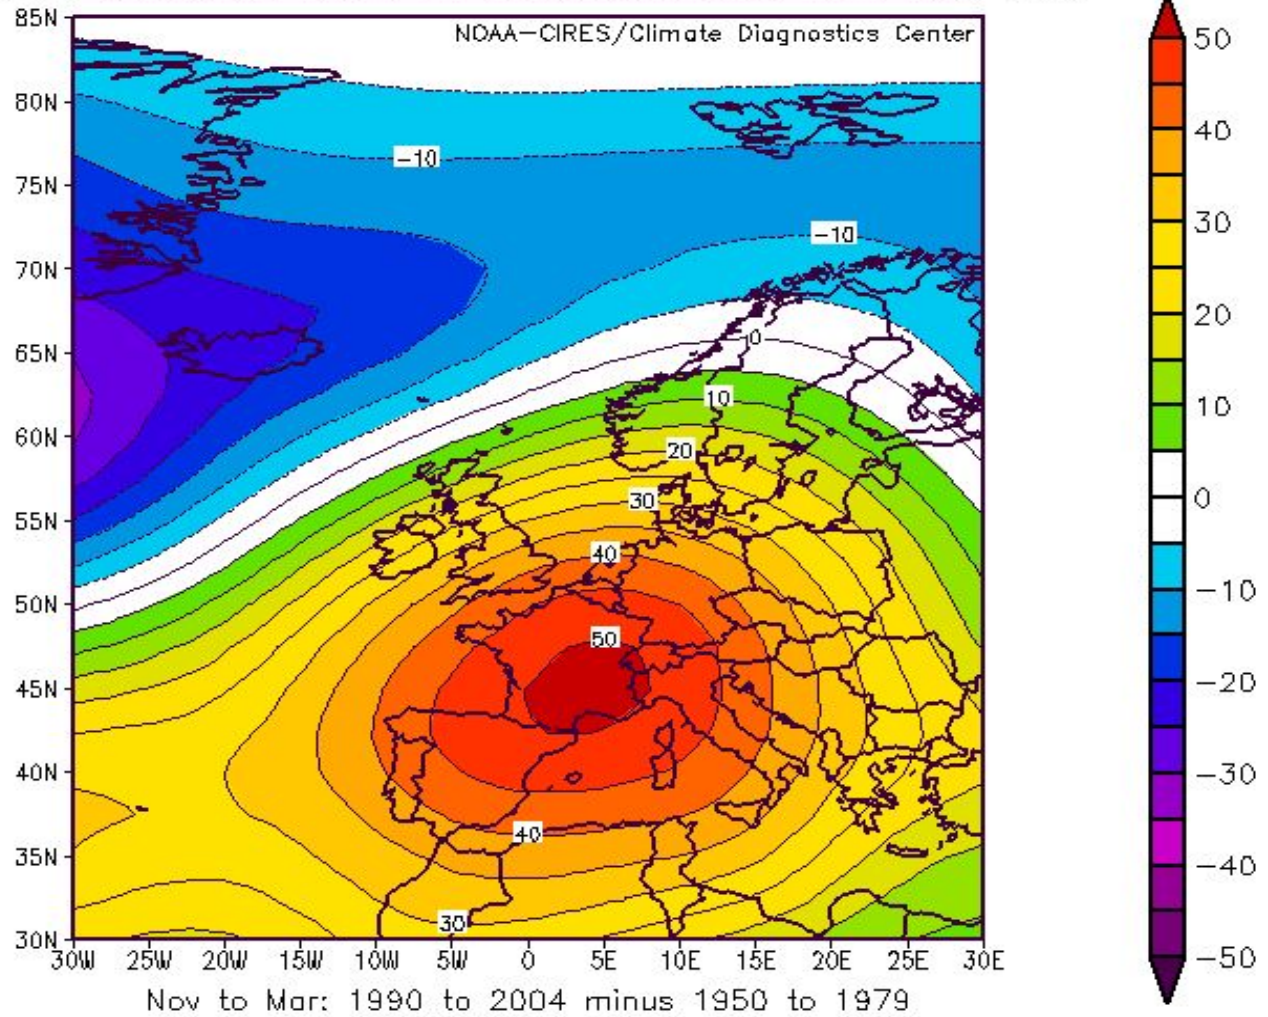 NOAA-CIRES/Climate Diagnostics Center
85N
80N
75N
70N
65N
60N
55N
50N
45N
40N
35N
30N
-10
-10
0
10
20
30
40
50
40
30
30W 25W 20W 15W 10W 5W 0 5E 10E 15E 20E 25E 30E
Nov to Mar: 1990 to 2004 minus 1950 to 1979
50
40
30
20
10
0
-10
-20
-30
-40
-50